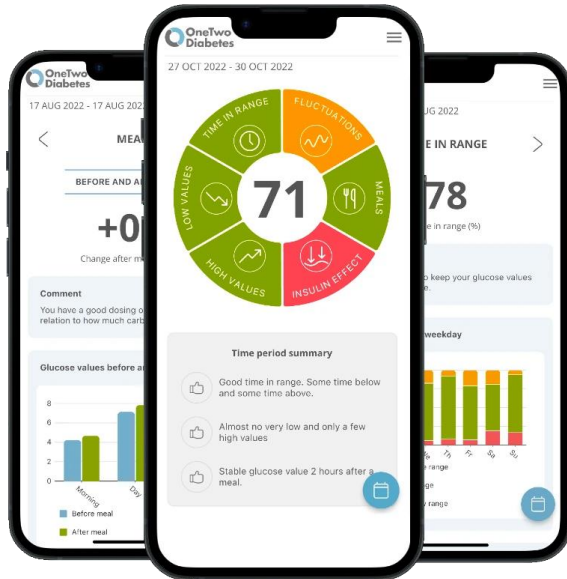 OneTwo
Diabetes
17 AUG 2022 - 17 AUG 202
BEFORE AND
+0
Change after
Comment
You have a good dosing
relation to how much
Glucose values before
8
6
4
2
0
Morning
Day
Before meal
After meal
OneTwo
Diabetes
27 OCT 2022 - 30 OCT 2022
TIME IN RANGE
FLUCTUATIONS
MEALS
INSULIN EFFECT
HIGH VALUES
LOW VALUES
71
Time period summary
Good time in range. Some time below
and some time above.
Almost no very low and only a few
high values
Stable glucose value 2 hours after a
meal.
2022
IN RANGE
78
in range (%)
to keep your glucose values
weekday
Th
Fr
Sa
Su
range
range